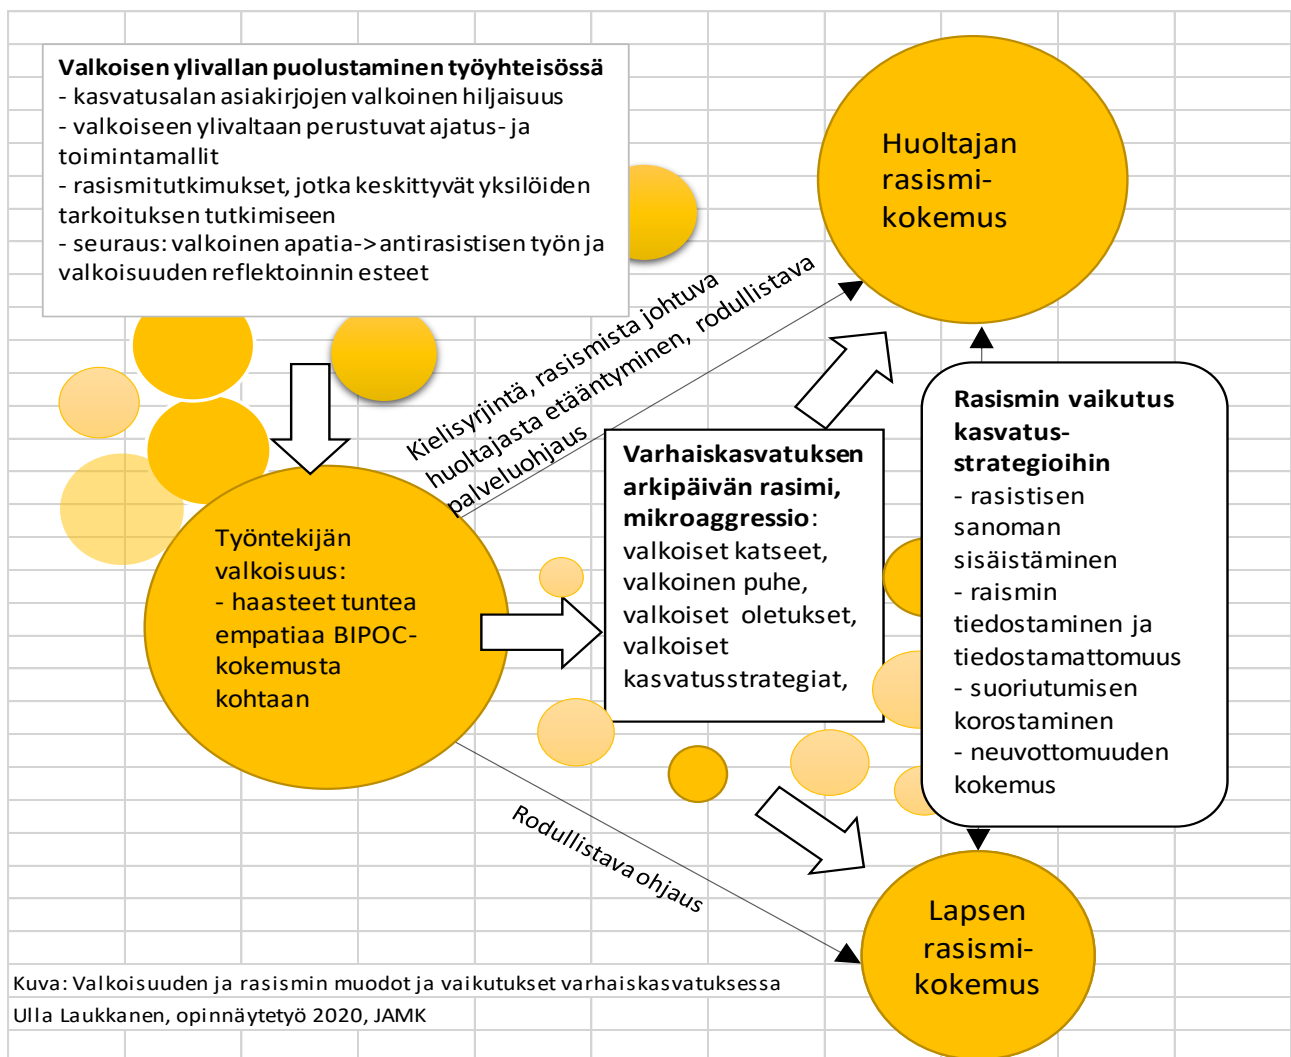 Valkoisen ylivallan puolustaminen työyhteisössä
- kasvatusalan asiakirjojen valkoinen hiljaisuus
- valkoiseen ylivaltaan perustuvat ajatus- ja
toimintamallit
- rasismitutkimukset, jotka keskittyvät yksilöiden
tarkoituksen tutkimiseen
- seuraus: valkoinen apatia-> antirasistisen työn ja
valkoisuuden reflektoinnin esteet
Huoltajan
rasismi-
kokemus
Kielisyrjintä, rasismista johtuva
huoltajasta etääntyminen, rodullistava
palveluohjaus
Työntekijän
valkoisuus:
- haasteet tuntea
empatiaa BIPOC-
kokemusta
kohtaan
Varhaiskasvatuksen
arkipäivän rasimi,
mikroaggressio:
valkoiset katseet,
valkoinen puhe,
valkoiset oletukset,
valkoiset
kasvatusstrategiat,
Rasismin vaikutus
kasvatus-
strategioihin
- rasistisen
sanoman
sisäistäminen
- raismin
tiedostaminen ja
tiedostamattomuus
- suoriutumisen
korostaminen
- neuvottomuuden
kokemus
Rodullistava ohjaus
Lapsen
rasismi-
kokemus
Kuva: Valkoisuuden ja rasismin muodot ja vaikutukset varhaiskasvatuksessa
Ulla Laukkanen, opinnäytetyö 2020, JAMK